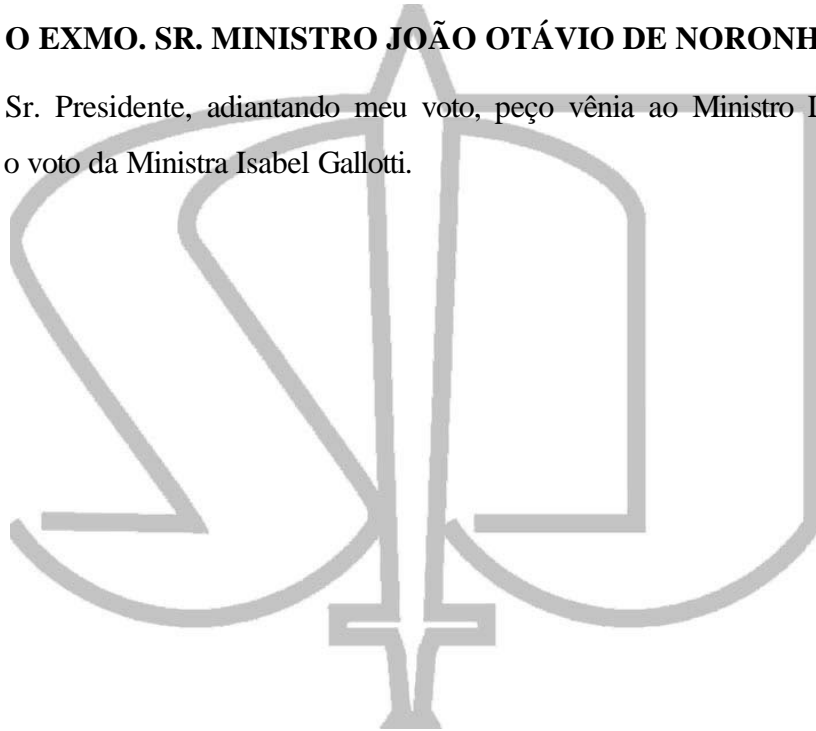 O EXMO. SR. MINISTRO JOÃO OTÁVIO DE NORONH
Sr. Presidente, adiantando meu voto, peço vênia ao Ministro
o voto da Ministra Isabel Gallotti.